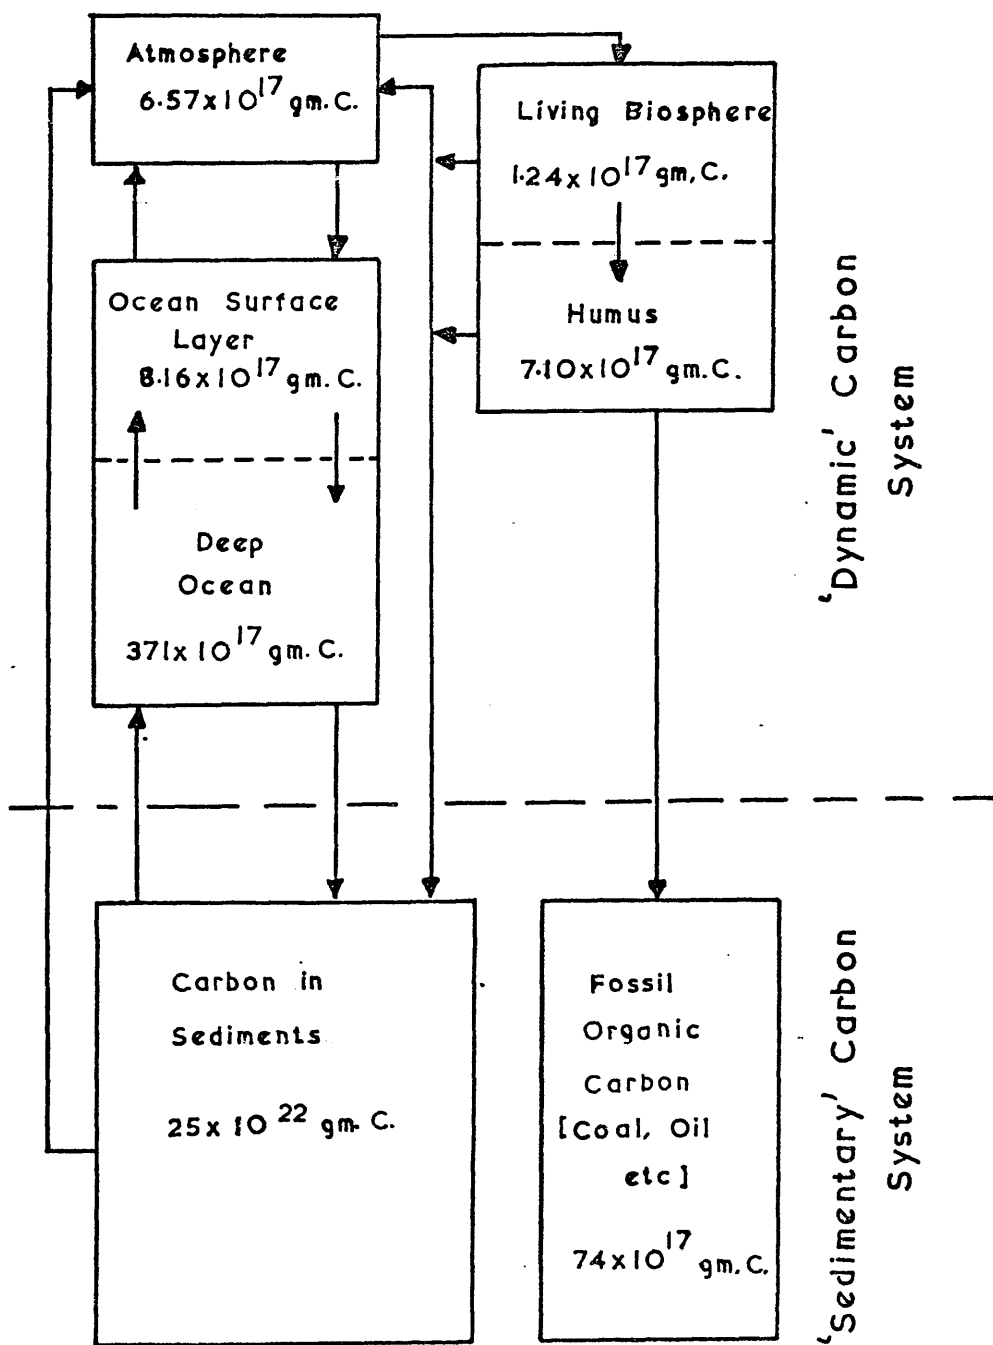 Atmosphere
6.57x10^17 gm.C.
Living Biosphere
1.24x10^17 gm,C.
Humus
7.10x10^17 gm.C.
Ocean Surface
Layer
8.16x10^17 gm.C.
Deep
Ocean
371x10^17 gm.C.
'Dynamic' Carbon
System
Carbon in
Sediments
25x10^22 gm.C.
Fossil
Organic
Carbon
[Coal, Oil
etc]
74x10^17 gm.C.
'Sedimentary' Carbon
System